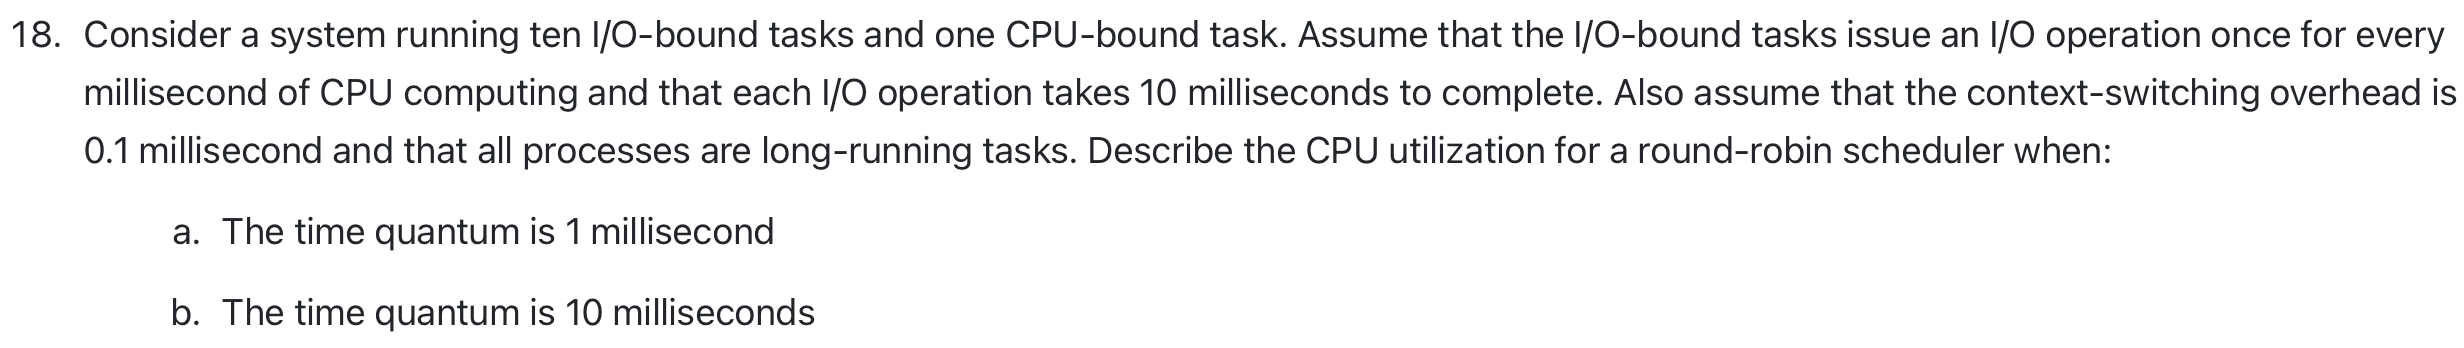 18. Consider a system running ten I/O-bound tasks and one CPU-bound task. Assume that the I/O-bound tasks issue an I/O operation once for every
millisecond of CPU computing and that each I/O operation takes 10 milliseconds to complete. Also assume that the context-switching overhead is
0.1 millisecond and that all processes are long-running tasks. Describe the CPU utilization for a round-robin scheduler when:
a. The time quantum is 1 millisecond
b. The time quantum is 10 milliseconds